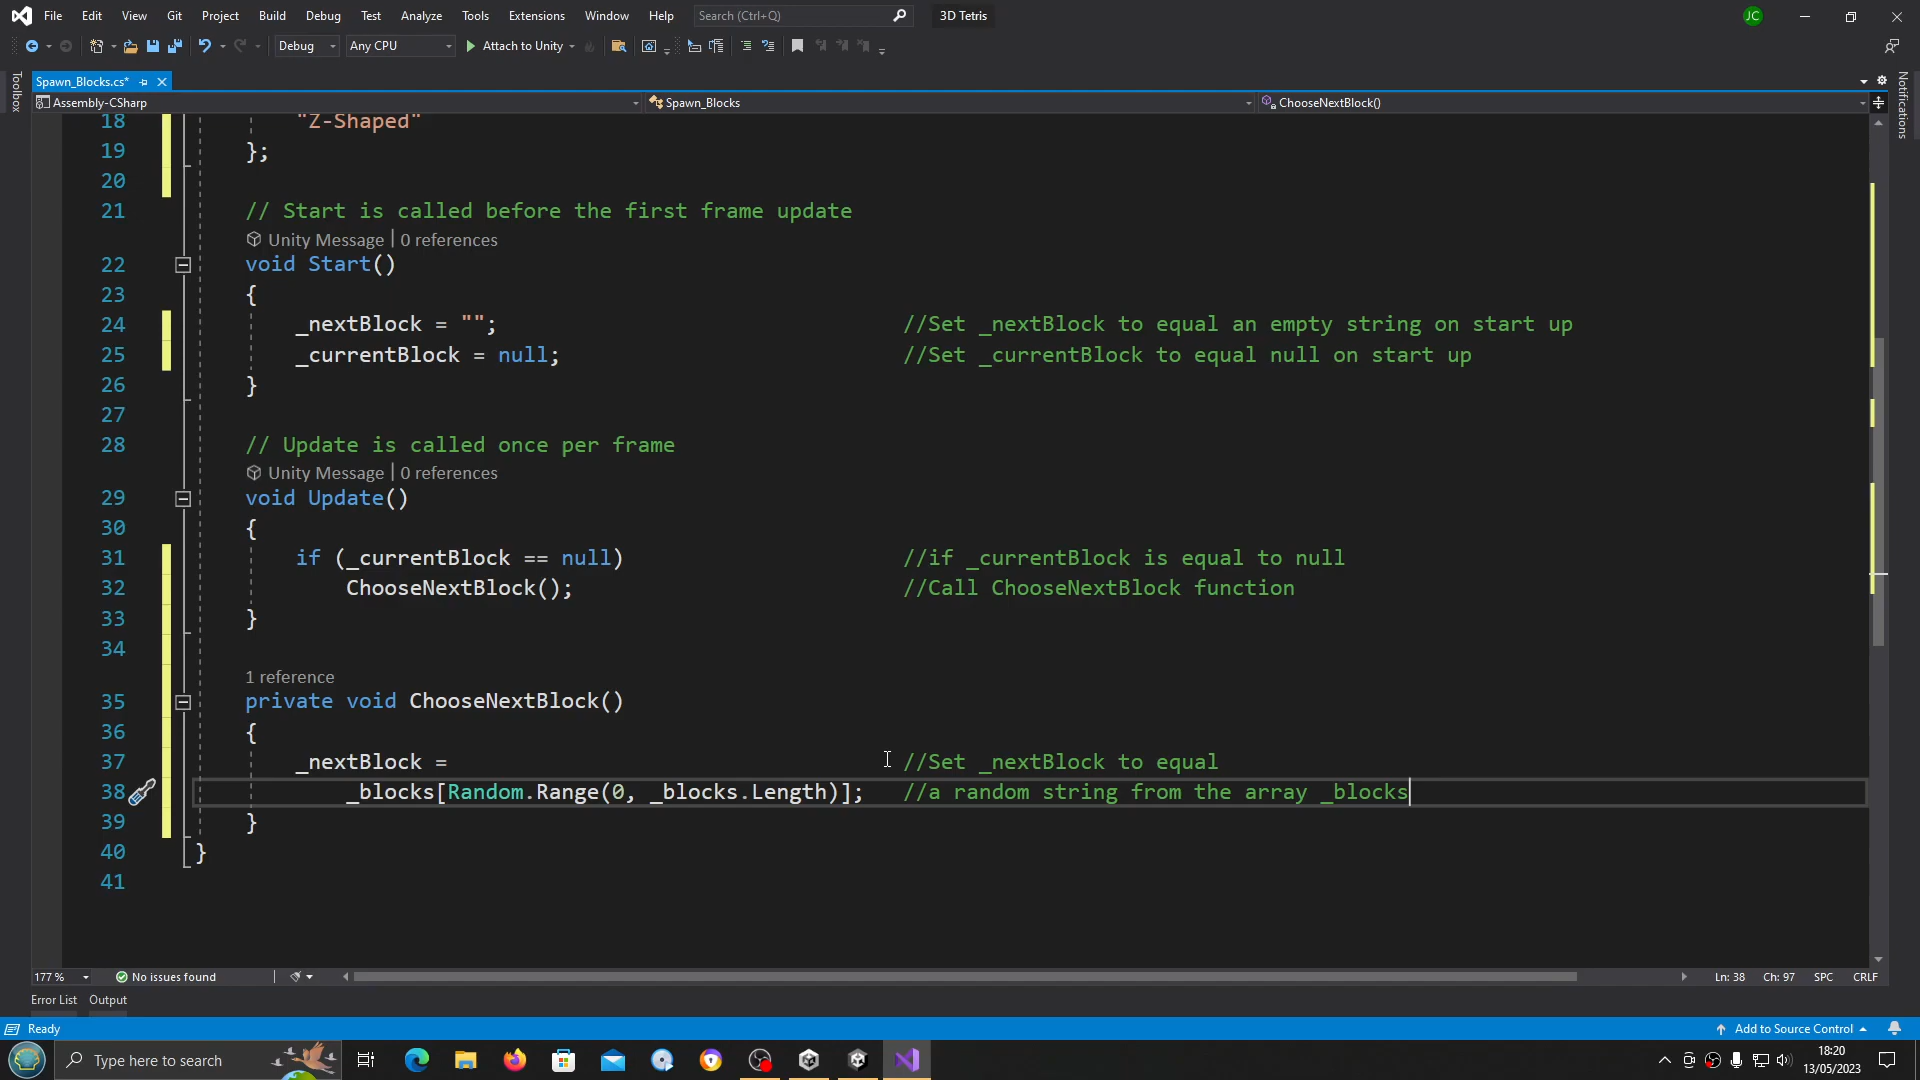 File Edit View Git Project Build Debug Test Analyze Tools Extensions Window Help Search (Ctrl+Q) 3D Tetris JC
Debug Any CPU Attach to Unity
Toolbox
Spawn_Blocks.cs*
Notifications
Assembly-CSharp Spawn_Blocks ChooseNextBlock()
18 "Z-Shaped"
19 };
20
21 // Start is called before the first frame update
Unity Message | 0 references
22 void Start()
23 {
24 _nextBlock = ""; //Set _nextBlock to equal an empty string on start up
25 _currentBlock = null; //Set _currentBlock to equal null on start up
26 }
27
28 // Update is called once per frame
Unity Message | 0 references
29 void Update()
30 {
31 if (_currentBlock == null) //if _currentBlock is equal to null
32 ChooseNextBlock(); //Call ChooseNextBlock function
33 }
34
1 reference
35 private void ChooseNextBlock()
36 {
37 _nextBlock = //Set _nextBlock to equal
38 _blocks[Random.Range(0, _blocks.Length)]; //a random string from the array _blocks
39 }
40 }
41
177 % No issues found Ln: 38 Ch: 97 SPC CRLF
Error List Output
Ready Add to Source Control
Type here to search 18:20
13/05/2023